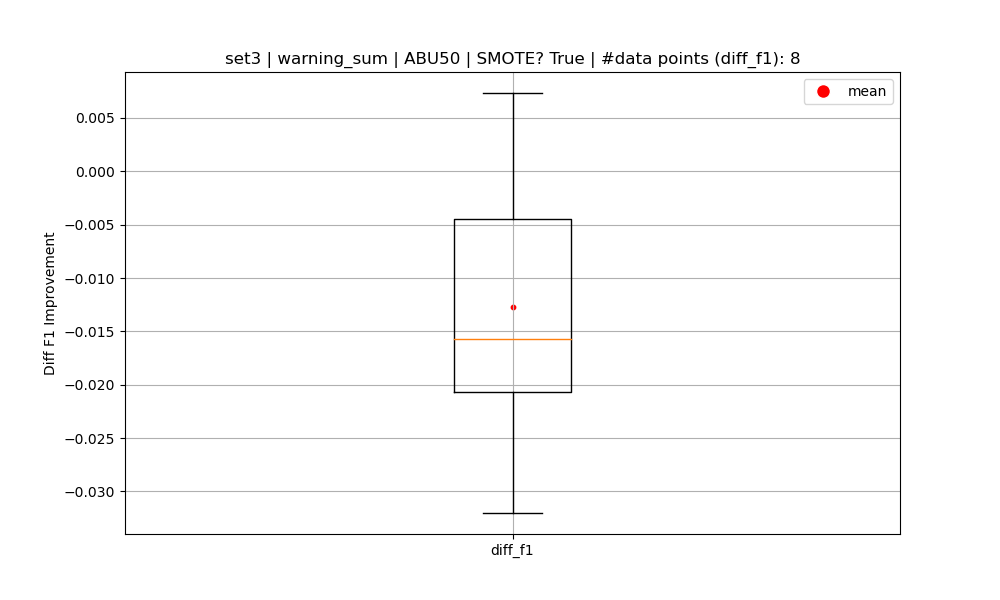 set3 | warning_sum | ABU50 | SMOTE? True | #data points (diff_f1): 8
mean
0.005
0.000
−0.005
−0.010
−0.015
−0.020
−0.025
−0.030
Diff F1 Improvement
diff_f1